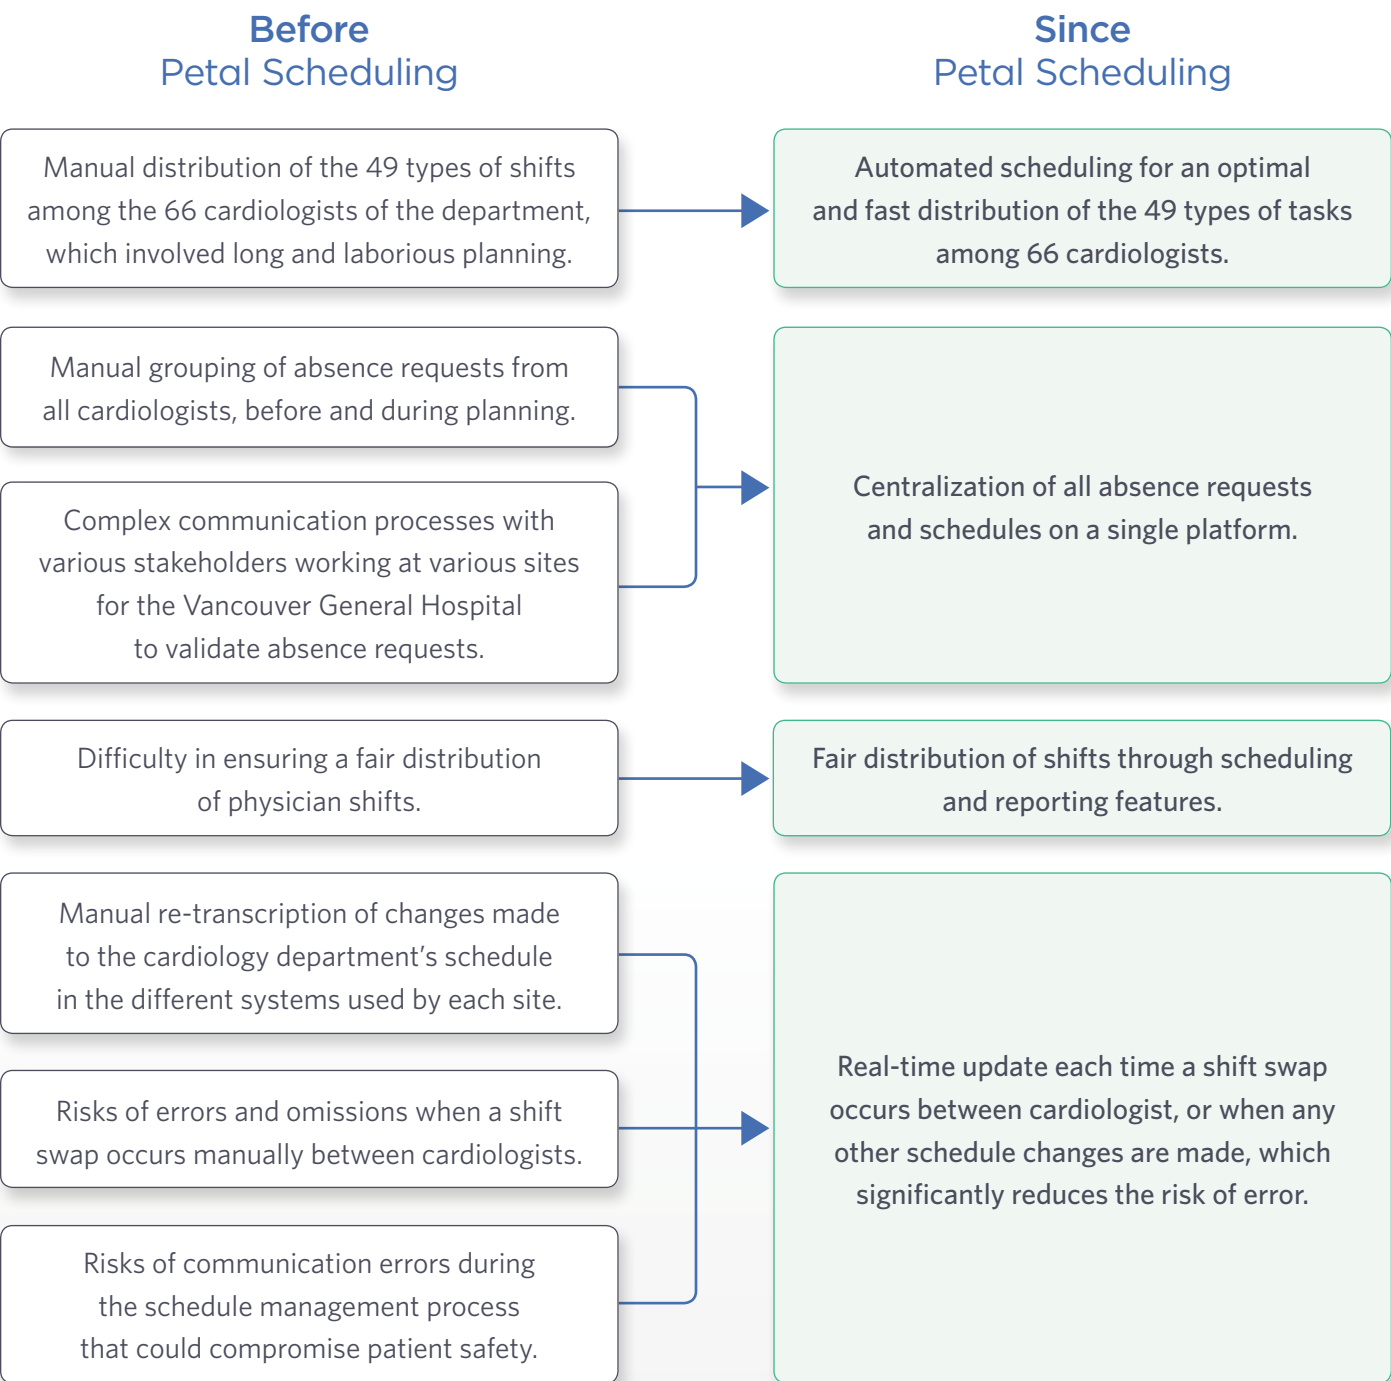 Before
Petal Scheduling
Since
Petal Scheduling
Manual distribution of the 49 types of shifts
among the 66 cardiologists of the department,
which involved long and laborious planning.
Automated scheduling for an optimal
and fast distribution of the 49 types of tasks
among 66 cardiologists.
Manual grouping of absence requests from
all cardiologists, before and during planning.
Complex communication processes with
various stakeholders working at various sites
for the Vancouver General Hospital
to validate absence requests.
Centralization of all absence requests
and schedules on a single platform.
Difficulty in ensuring a fair distribution
of physician shifts.
Fair distribution of shifts through scheduling
and reporting features.
Manual re-transcription of changes made
to the cardiology department's schedule
in the different systems used by each site.
Risks of errors and omissions when a shift
swap occurs manually between cardiologists.
Risks of communication errors during
the schedule management process
that could compromise patient safety.
Real-time update each time a shift swap
occurs between cardiologist, or when any
other schedule changes are made, which
significantly reduces the risk of error.